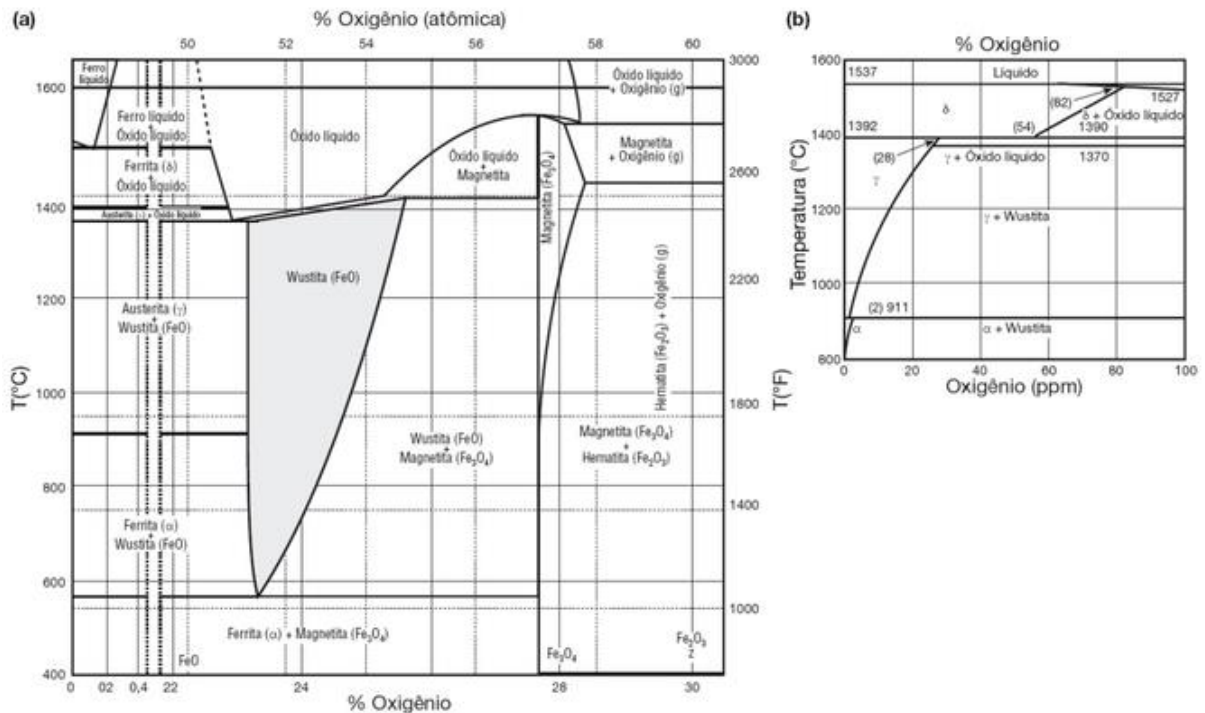 (a)
% Oxigênio (atômica)
50 52 54 56 58 60
T(°C)
1600
1400
1200
1000
800
600
400
3000
2600
2200
1800
1400
1000
T(°F)
Ferro
líquido
Ferro líquido
+
Óxido líquido
Ferrita (δ)
+
Óxido líquido
Austerita (γ) + Óxido líquido
Óxido líquido
Óxido líquido
+
Magnetita
Óxido líquido
+ Oxigênio (g)
Magnetita
+ Oxigênio (g)
Magnetita (Fe3O4)
Wustita (FeO)
Austerita (γ)
+
Wustita (FeO)
Hematita (Fe2O3) + Oxigênio (g)
Wustita (FeO)
+
Magnetita (Fe3O4)
Magnetita (Fe3O4)
+
Hematita (Fe2O3)
Ferrita (α)
+
Wustita (FeO)
Ferrita (α) + Magnetita (Fe3O4)
FeO
Fe3O4
Fe2O3
Z
0 02 0,4 22 24 28 30
% Oxigênio
(b)
% Oxigênio
Temperatura (°C)
1600
1400
1200
1000
800
1537
Líquido
(82)
1527
δ
δ + Óxido líquido
1392
(54)
1390
(28)
γ + Óxido líquido
1370
γ
γ + Wustita
(2) 911
α
α + Wustita
0 20 40 60 80 100
Oxigênio (ppm)